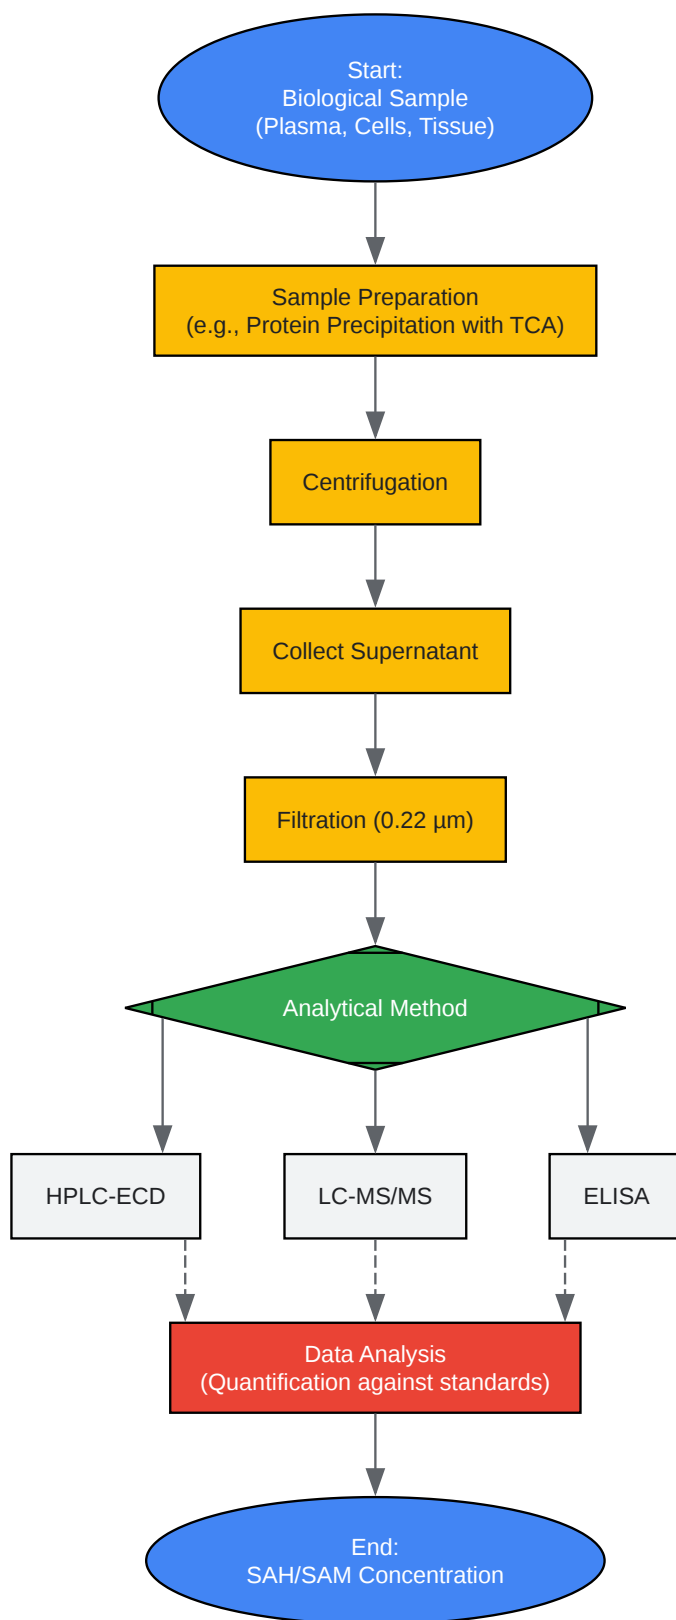 Start:
Biological Sample
(Plasma, Cells, Tissue)
Sample Preparation
(e.g., Protein Precipitation with TCA)
Centrifugation
Collect Supernatant
Filtration (0.22 µm)
Analytical Method
HPLC-ECD
LC-MS/MS
ELISA
Data Analysis
(Quantification against standards)
End:
SAH/SAM Concentration